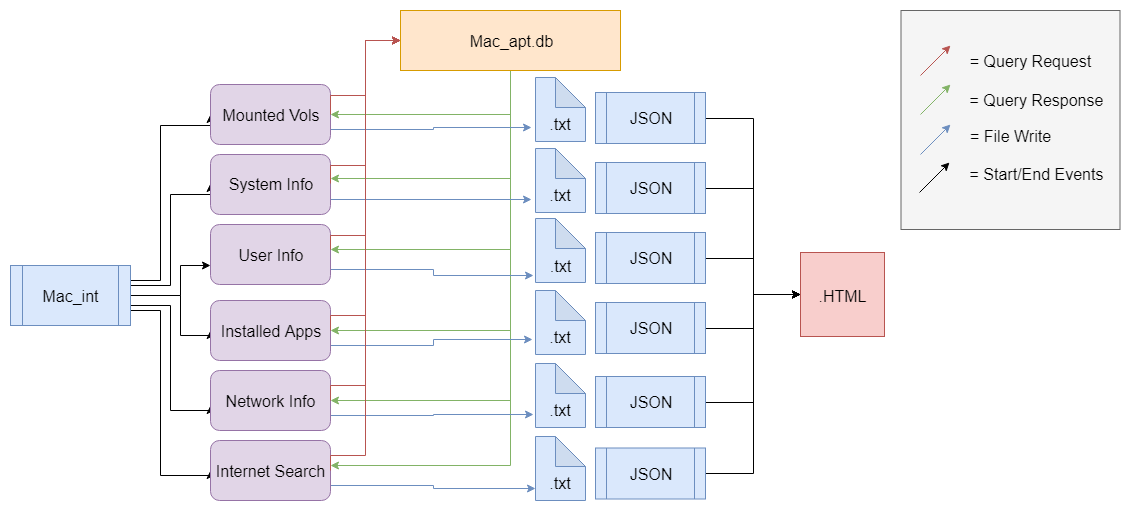 Mac_apt.db
= Query Request
= Query Response
= File Write
= Start/End Events
Mounted Vols
.txt
JSON
System Info
.txt
JSON
User Info
.txt
JSON
Mac_int
.HTML
Installed Apps
.txt
JSON
Network Info
.txt
JSON
Internet Search
.txt
JSON